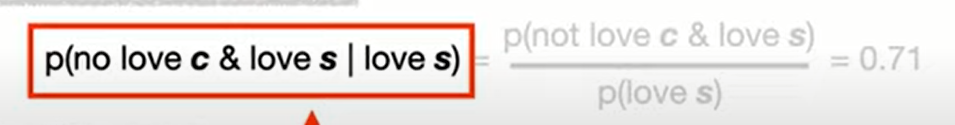 p(no love c & love s | love s) = p(not love c & love s) / p(love s) = 0.71